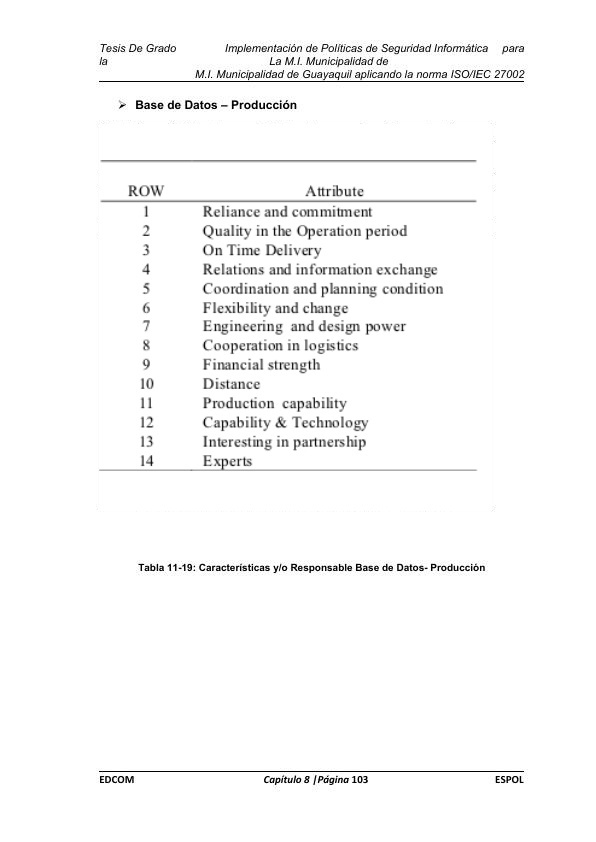 Tesis De Grado Implementación de Políticas de Seguridad Informática para
la La M.I. Municipalidad de
M.I. Municipalidad de Guayaquil aplicando la norma ISO/IEC 27002
➢ Base de Datos – Producción
ROW Attribute
1 Reliance and commitment
2 Quality in the Operation period
3 On Time Delivery
4 Relations and information exchange
5 Coordination and planning condition
6 Flexibility and change
7 Engineering and design power
8 Cooperation in logistics
9 Financial strength
10 Distance
11 Production capability
12 Capability & Technology
13 Interesting in partnership
14 Experts
Tabla 11-19: Características y/o Responsable Base de Datos- Producción
EDCOM Capítulo 8 |Página 103 ESPOL